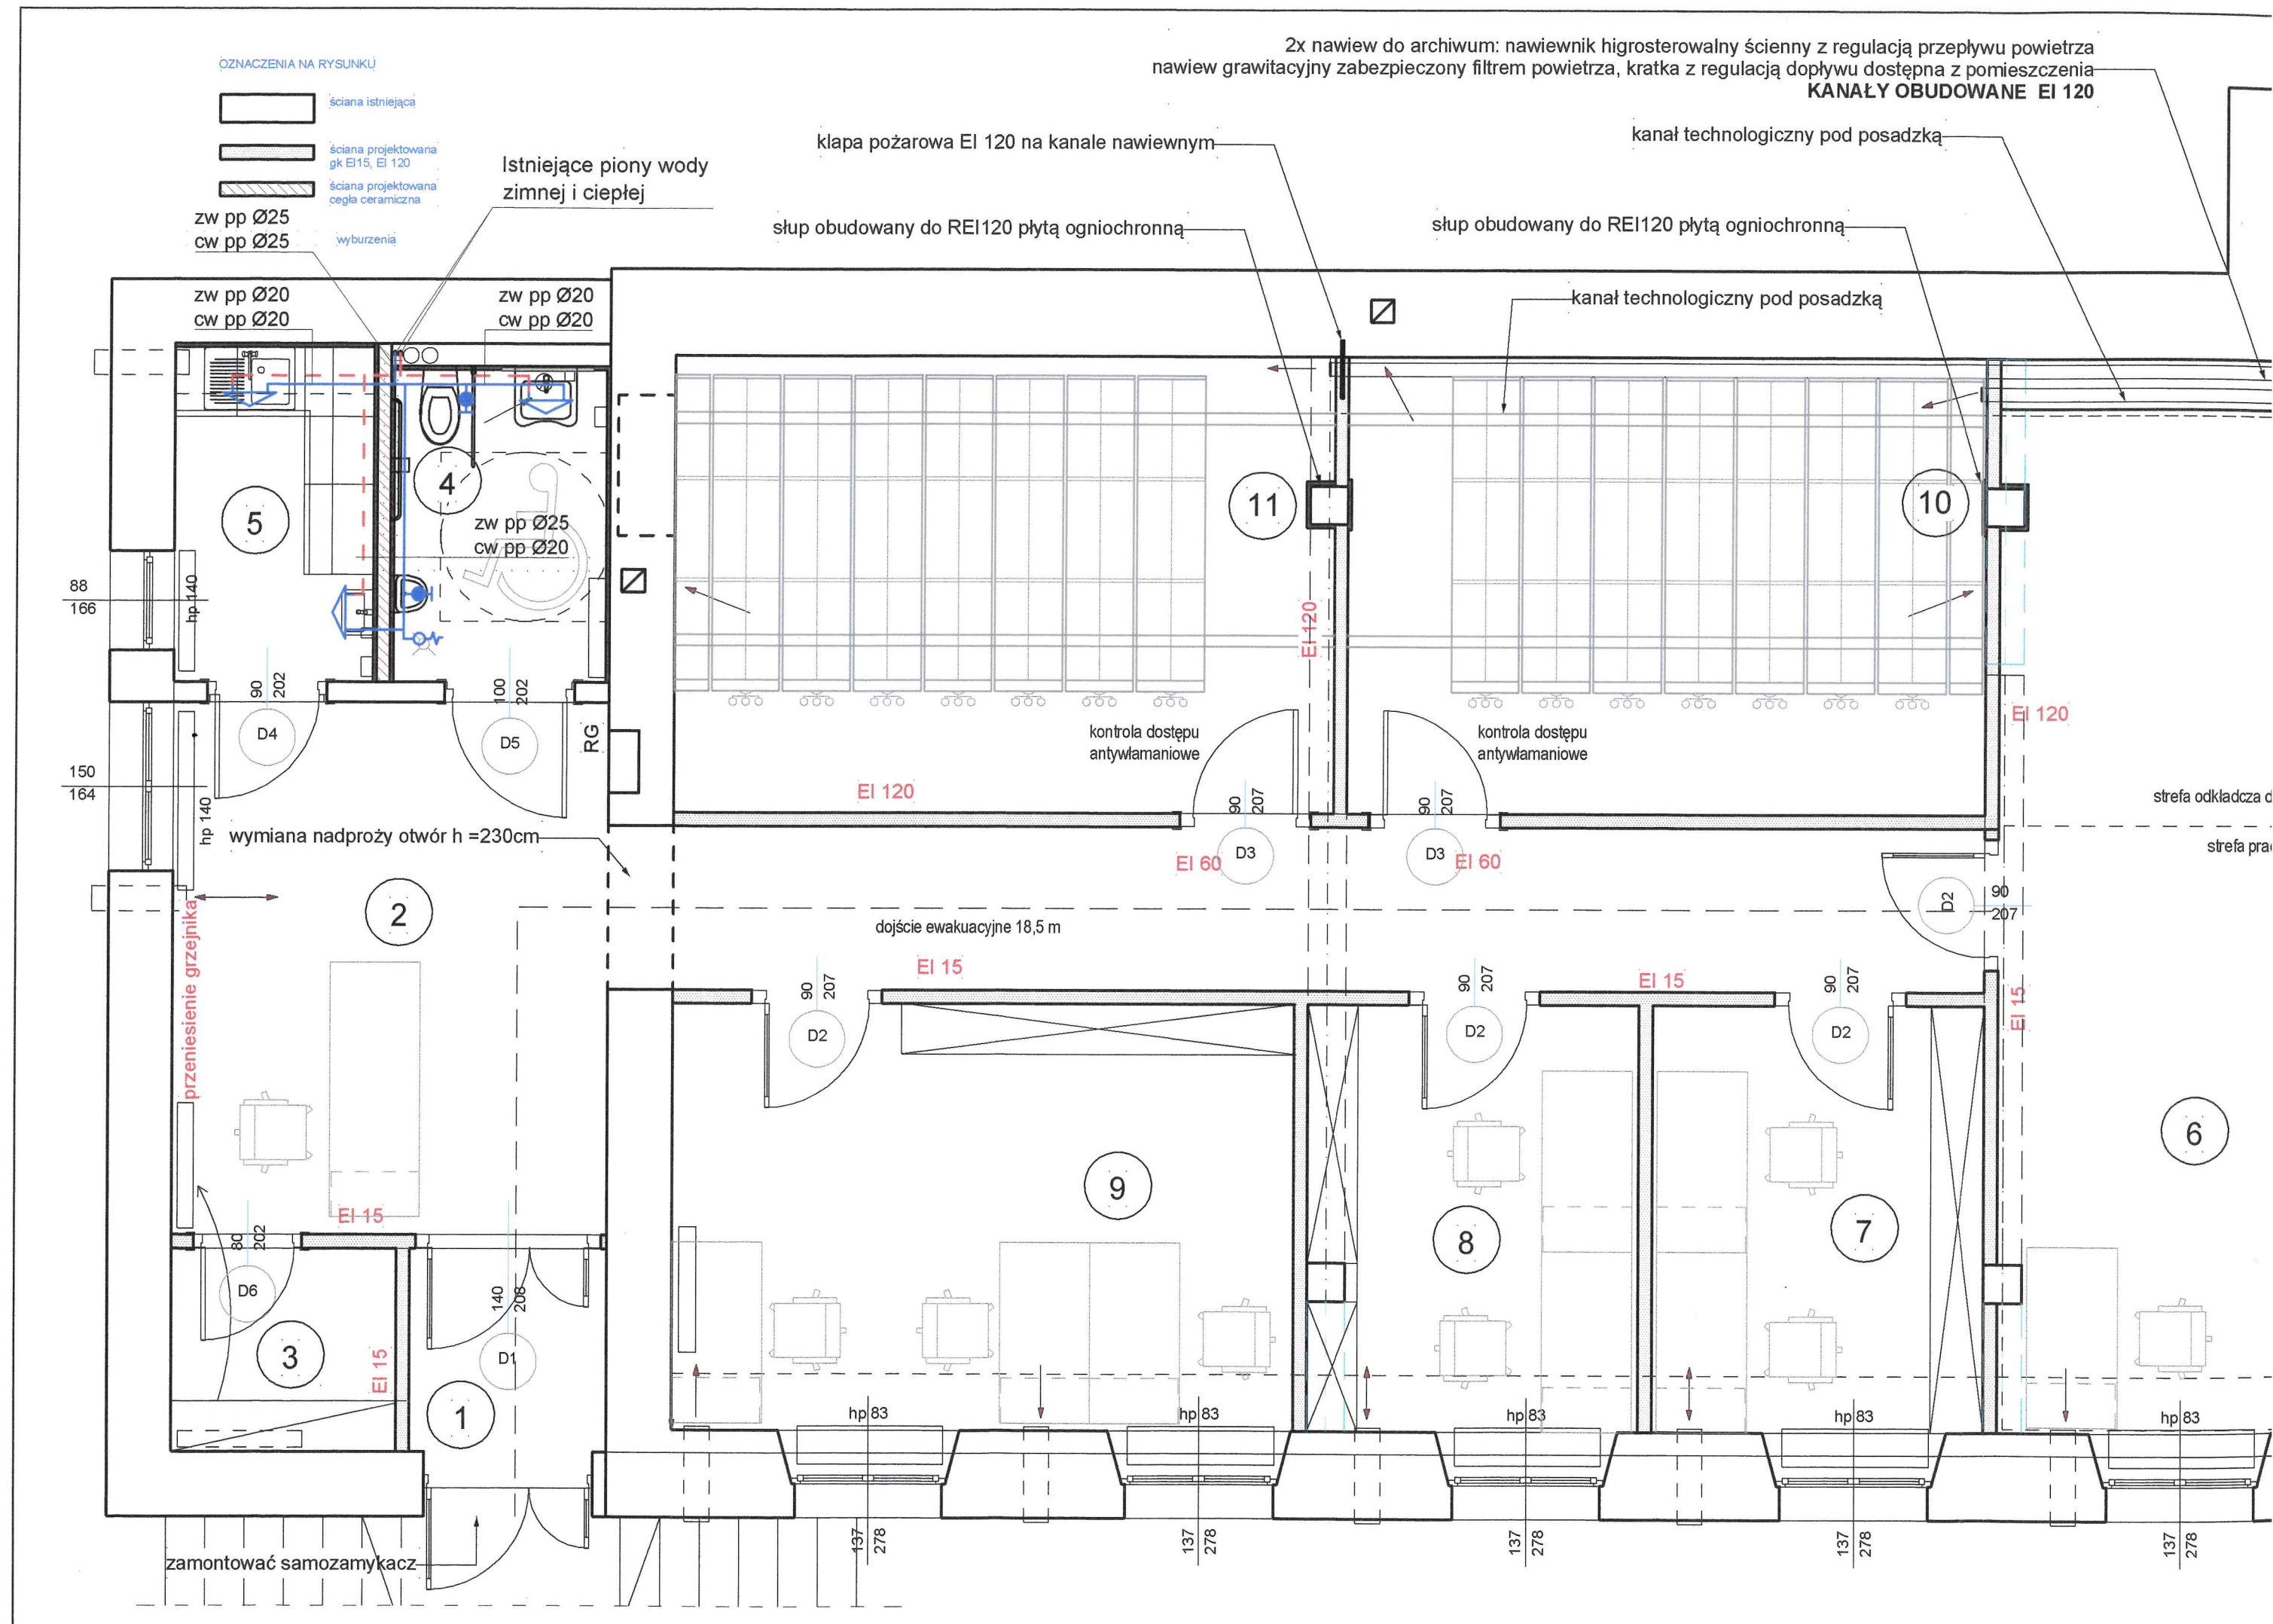 2x nawiew do archiwum: nawiewnik higrosterowalny ścienny z regulacją przepływu powietrza
nawiew grawitacyjny zabezpieczony filtrem powietrza, kratka z regulacją dopływu dostępna z pomieszczenia
KANAŁY OBUDOWANE EI 120
OZNACZENIA NA RYSUNKU
ściana istniejąca
ściana projektowana
gk EI15, EI 120
ściana projektowana
cegła ceramiczna
wyburzenia
Istniejące piony wody
zimnej i ciepłej
klapa pożarowa EI 120 na kanale nawiewnym
kanał technologiczny pod posadzką
słup obudowany do REI120 płytą ogniochronną
słup obudowany do REI120 płytą ogniochronną
kanał technologiczny pod posadzką
zw pp Ø25
cw pp Ø25
zw pp Ø20
cw pp Ø20
zw pp Ø20
cw pp Ø20
4
5
zw pp Ø25
cw pp Ø20
11
10
88
166
hp 140
EI 120
90
202
100
202
D4
D5
RG
150
164
hp 140
kontrola dostępu
antywłamaniowe
kontrola dostępu
antywłamaniowe
EI 120
EI 120
90
207
90
207
strefa odkładcza d
strefa pra
wymiana nadproży otwór h =230cm
EI 60
D3
D3
EI 60
D2
90
207
2
przeniesienie grzejnika
dojście ewakuacyjne 18,5 m
EI 15
EI 15
EI 15
90
207
90
207
90
207
D2
D2
D2
6
9
8
7
EI 15
80
202
D6
140
208
D1
3
EI 15
1
hp 83
hp 83
hp 83
hp 83
hp 83
137
278
137
278
137
278
137
278
137
278
zamontować samozamykacz